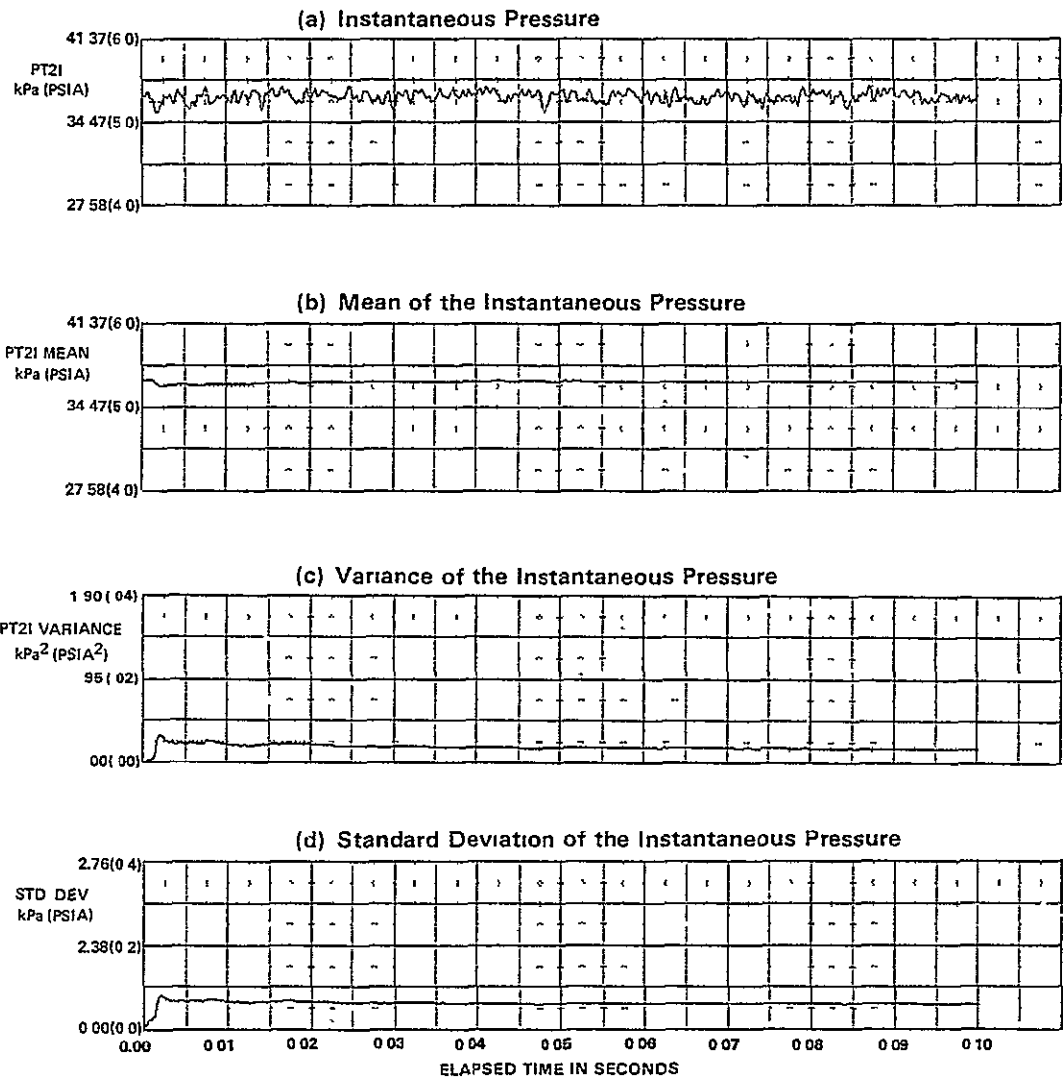 (a) Instantaneous Pressure
41 37(6 0)
PT2I
kPa (PSIA)
34 47(5 0)
27 58(4 0)
(b) Mean of the Instantaneous Pressure
41 37(6 0)
PT2I MEAN
kPa (PSIA)
34 47(5 0)
27 58(4 0)
(c) Variance of the Instantaneous Pressure
1 90 ( 04)
PT2I VARIANCE
kPa² (PSIA²)
95 ( 02)
00( 00)
(d) Standard Deviation of the Instantaneous Pressure
2.76(0 4)
STD DEV
kPa (PSIA)
2.38(0 2)
0 00(0 0)
0.00 0 01 0 02 0 03 0 04 0 05 0 06 0 07 0 08 0 09 0 10
ELAPSED TIME IN SECONDS